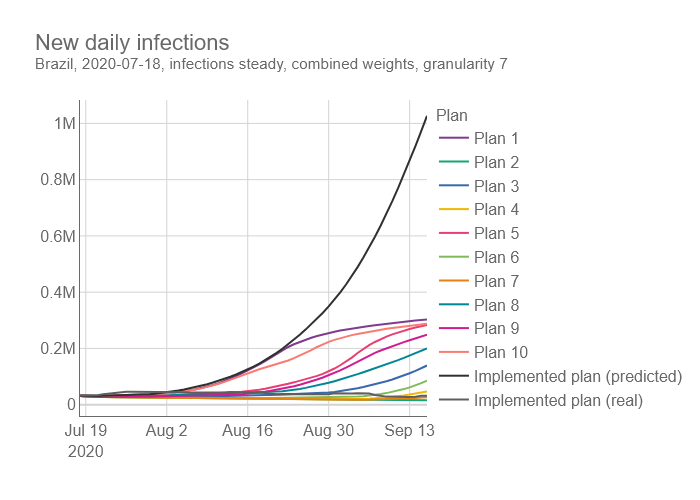 New daily infections
Brazil, 2020-07-18, infections steady, combined weights, granularity 7
1M
0.8M
0.6M
0.4M
0.2M
0
Jul 19
2020
Aug 2
Aug 16
Aug 30
Sep 13
Plan
Plan 1
Plan 2
Plan 3
Plan 4
Plan 5
Plan 6
Plan 7
Plan 8
Plan 9
Plan 10
Implemented plan (predicted)
Implemented plan (real)